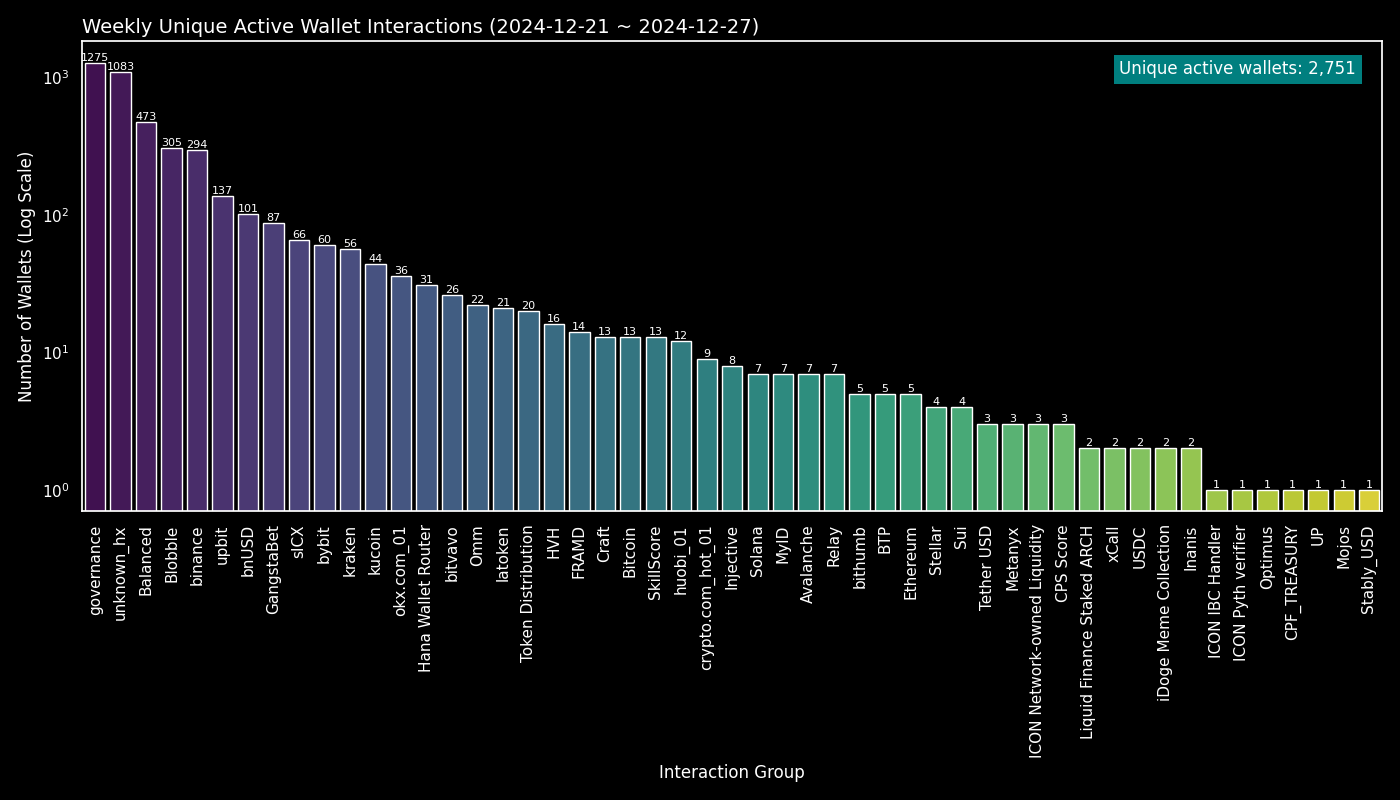 Weekly Unique Active Wallet Interactions (2024-12-21 ~ 2024-12-27)
Unique active wallets: 2,751
Number of Wallets (Log Scale)
10³
10²
10¹
10⁰
1275
1083
473
305
294
137
101
87
66
60
56
44
36
31
26
22
21
20
16
14
13
13
13
12
9
8
7
7
7
7
5
5
5
4
4
3
3
3
3
2
2
2
2
2
1
1
1
1
1
1
1
governance
unknown_hx
Balanced
Blobble
binance
upbit
bnUSD
GangstaBet
sICX
bybit
kraken
kucoin
okx.com_01
Hana Wallet Router
bitvavo
Omm
latoken
Token Distribution
HVH
FRAMD
Craft
Bitcoin
SkillScore
huobi_01
crypto.com_hot_01
Injective
Solana
MyID
Avalanche
Relay
bithumb
BTP
Ethereum
Stellar
Sui
Tether USD
Metanyx
ICON Network-owned Liquidity
CPS Score
Liquid Finance Staked ARCH
xCall
USDC
iDoge Meme Collection
Inanis
ICON IBC Handler
ICON Pyth verifier
Optimus
CPF_TREASURY
UP
Mojos
Stably_USD
Interaction Group